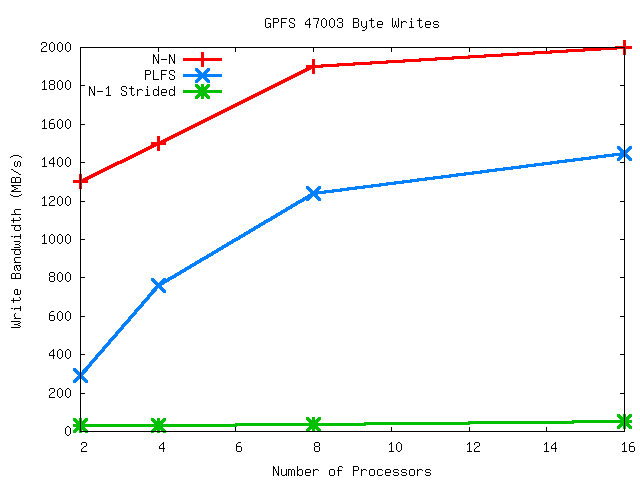 GPFS 47003 Byte Writes
N-N
PLFS
N-1 Strided
2000
1800
1600
1400
1200
1000
800
600
400
200
0
Write Bandwidth (MB/s)
2 4 6 8 10 12 14 16
Number of Processors